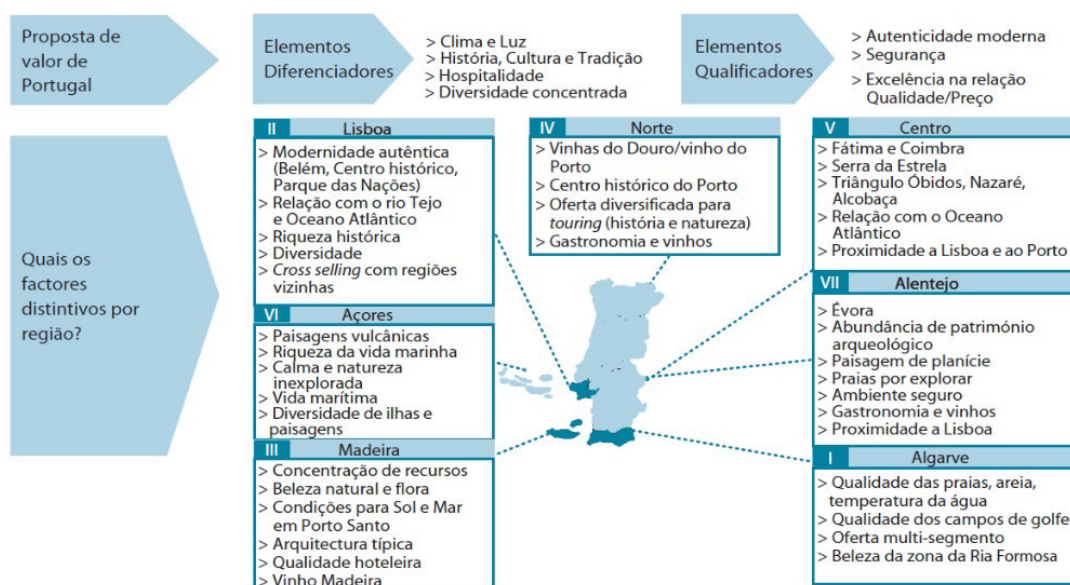 Proposta de
valor de
Portugal
Elementos
Diferenciadores
> Clima e Luz
> História, Cultura e Tradição
> Hospitalidade
> Diversidade concentrada
Elementos
Qualificadores
> Autenticidade moderna
> Segurança
> Excelência na relação
Qualidade/Preço
Quais os
factores
distintivos por
região?
II Lisboa
> Modernidade autêntica
(Belém, Centro histórico,
Parque das Nações)
> Relação com o rio Tejo
e Oceano Atlântico
> Riqueza histórica
> Diversidade
> Cross selling com regiões
vizinhas
IV Norte
> Vinhas do Douro/vinho do
Porto
> Centro histórico do Porto
> Oferta diversificada para
touring (história e natureza)
> Gastronomia e vinhos
V Centro
> Fátima e Coimbra
> Serra da Estrela
> Triângulo Óbidos, Nazaré,
Alcobaça
> Relação com o Oceano
Atlântico
> Proximidade a Lisboa e ao Porto
VI Açores
> Paisagens vulcânicas
> Riqueza da vida marinha
> Calma e natureza
inexplorada
> Vida marítima
> Diversidade de ilhas e
paisagens
VII Alentejo
> Évora
> Abundância de património
arqueológico
> Paisagem de planície
> Praias por explorar
> Ambiente seguro
> Gastronomia e vinhos
> Proximidade a Lisboa
III Madeira
> Concentração de recursos
> Beleza natural e flora
> Condições para Sol e Mar
em Porto Santo
> Arquitectura típica
> Qualidade hoteleira
> Vinho Madeira
I Algarve
> Qualidade das praias, areia,
temperatura da água
> Qualidade dos campos de golfe
> Oferta multi-segmento
> Beleza da zona da Ria Formosa